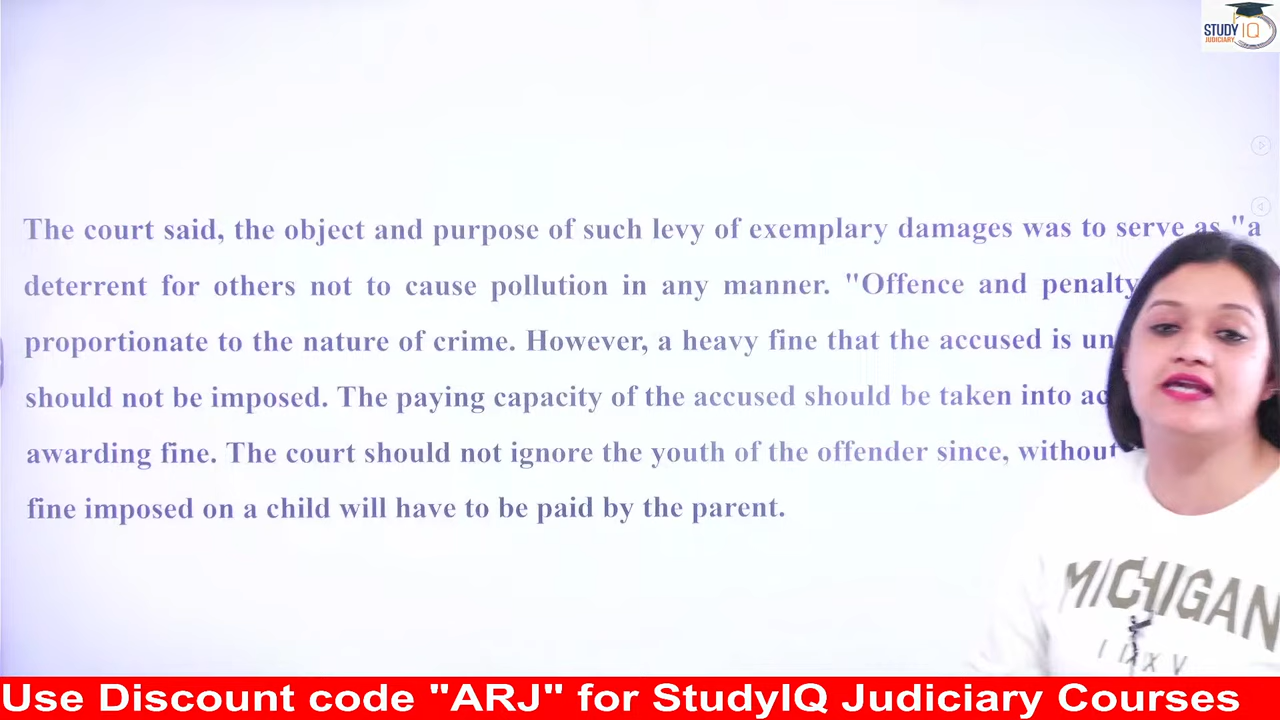 STUDY IQ
JUDICIARY
The court said, the object and purpose of such levy of exemplary damages was to serve as "a
deterrent for others not to cause pollution in any manner. "Offence and penalty
proportionate to the nature of crime. However, a heavy fine that the accused is
should not be imposed. The paying capacity of the accused should be taken into
awarding fine. The court should not ignore the youth of the offender since, without
fine imposed on a child will have to be paid by the parent.
MICHIGAN
Use Discount code "ARJ" for StudyIQ Judiciary Courses